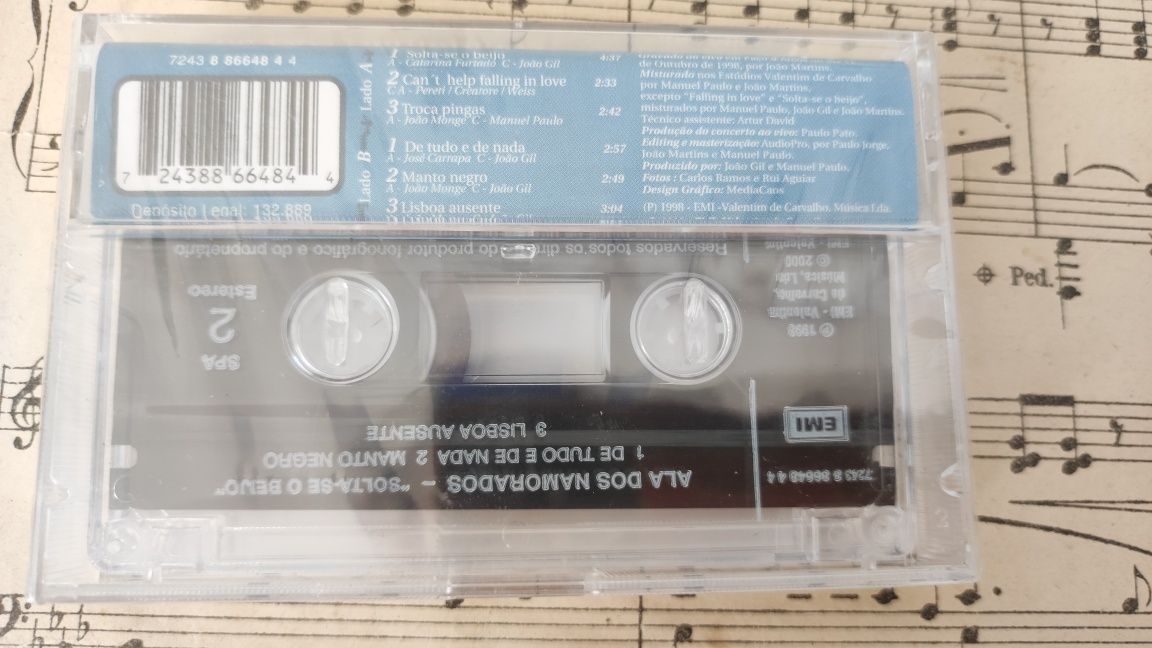 7243 8 86648 4 4
7 24388 66484 4
Depósito Legal: 132.889
Lado A
1 Solta-se o beijo 4:37
A - Catarina Furtado C - João Gil
2 Can´t help falling in love 2:33
C A - Pereti / Creatore / Weiss
3 Troca pingas 2:42
A - João Monge C - Manuel Paulo
Lado B
1 De tudo e de nada 2:57
A - José Carrapa C - João Gil
2 Manto negro 2:49
A - João Monge C - João Gil
3 Lisboa ausente 3:04
de Outubro de 1998, por João Martins.
Misturado nos Estúdios Valentim de Carvalho
por Manuel Paulo e João Martins,
excepto "Falling in love" e "Solta-se o beijo",
misturados por Manuel Paulo, João Gil e João Martins.
Técnico assistente: Artur David
Produção do concerto ao vivo: Paulo Pato.
Editing e masterização: AudioPro, por Paulo Jorge,
João Martins e Manuel Paulo.
Produzido por: João Gil e Manuel Paulo.
Fotos : Carlos Ramos e Rui Aguiar
Design Gráfico: MediaCaos
(P) 1998 - EMI -Valentim de Carvalho, Música Lda.
7243 8 86648 4 4
ALA DOS NAMORADOS - "SOLTA-SE O BEIJO"
1 DE TUDO E DE NADA 2 MANTO NEGRO
3 LISBOA AUSENTE
EMI
SPA
2
Estereo
℗ 1998
EMI - Valentim
de Carvalho,
Música, Lda.
© 2000
EMI - Valentim
Reservados todos os direitos do produtor fonográfico e do proprietário
Ped.